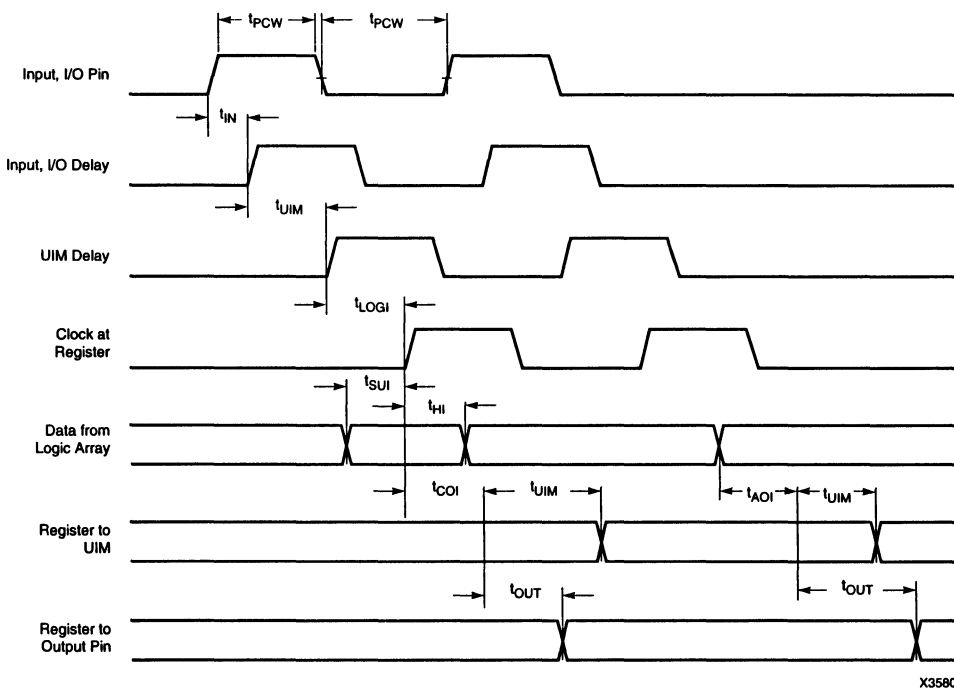 tPCW
tPCW
Input, I/O Pin
tIN
Input, I/O Delay
tUIM
UIM Delay
tLOGI
Clock at
Register
tSUI
tHI
Data from
Logic Array
tCOI
tUIM
tAOI
tUIM
Register to
UIM
tOUT
tOUT
Register to
Output Pin
X3580